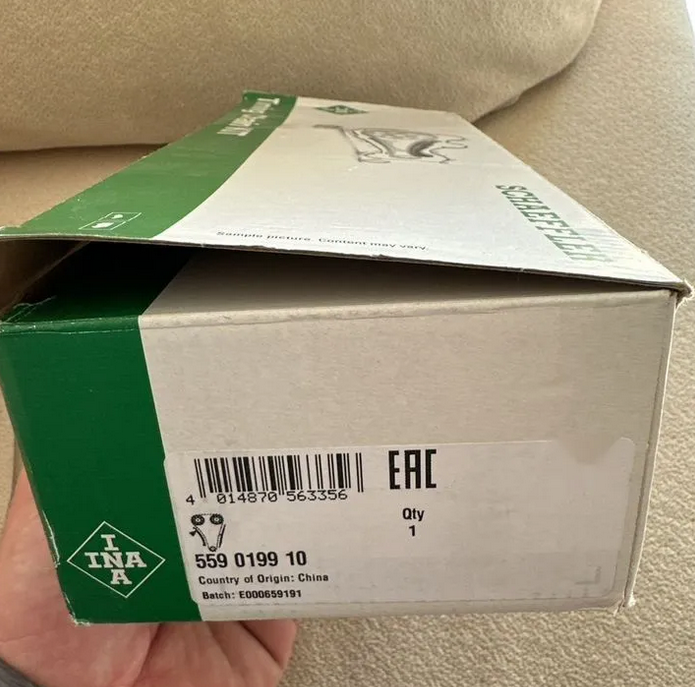 SCHAEFFLER
Sample picture. Content may vary.
4 014870 563356
EAC
Qty
1
INA
559 0199 10
Country of Origin: China
Batch: E000659191